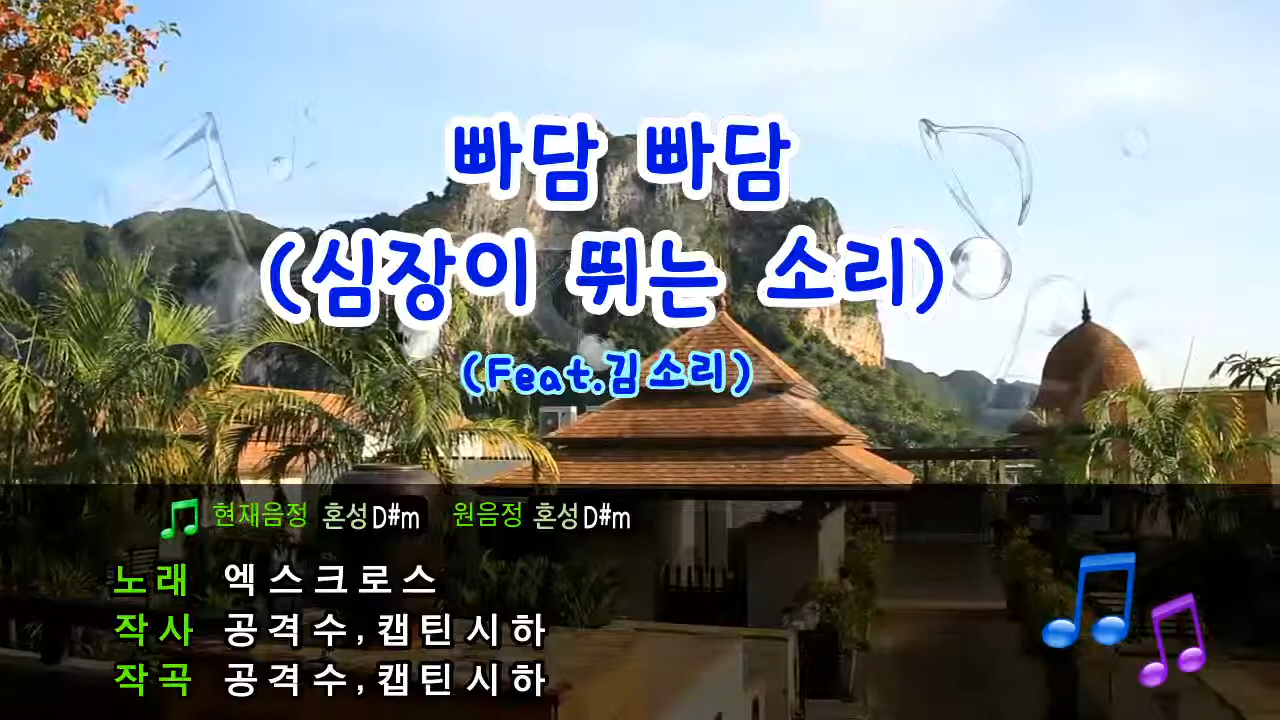 빠담 빠담
(심장이 뛰는 소리)
(Feat.김소리)
현재음정 혼성D#m 원음정 혼성D#m
노래 엑스크로스
작사 공격수,캡틴시하
작곡 공격수,캡틴시하